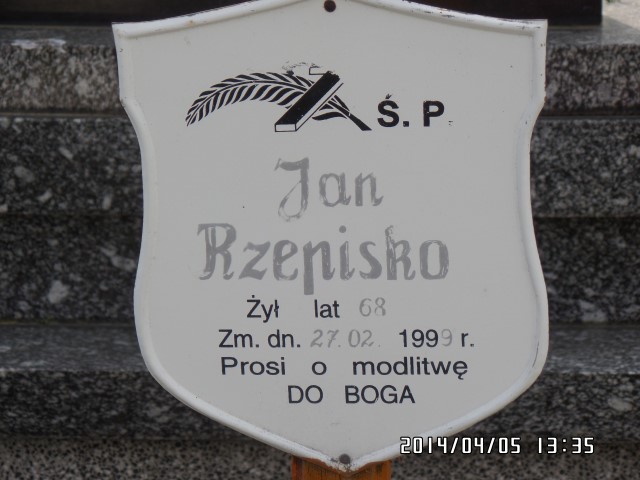 Ś. P.
Jan
Rzepisko
Żył lat 68
Zm. dn. 27.02. 1999 r.
Prosi o modlitwę
DO BOGA
2014/04/05 13:35